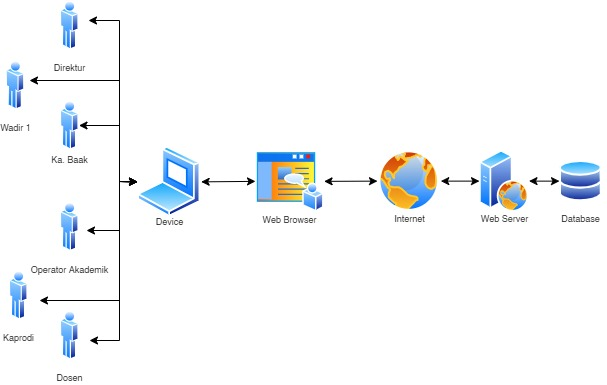 Direktur
Wadir 1
Ka. Baak
Device
Web Browser
Internet
Web Server
Database
Operator Akademik
Kaprodi
Dosen